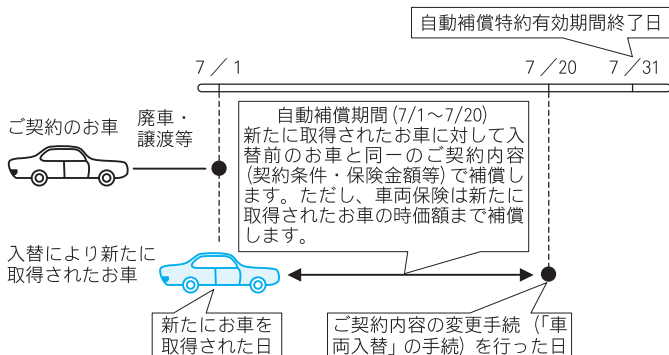 自動補償特約有効期間終了日
7／1
7／20
7／31
ご契約のお車
廃車・
譲渡等
自動補償期間(7/1～7/20)
新たに取得されたお車に対して入
替前のお車と同一のご契約内容
(契約条件・保険金額等)で補償
します。ただし、車両保険は新たに
取得されたお車の時価額まで補償
します。
入替により新たに
取得されたお車
新たにお車を
取得された日
ご契約内容の変更手続（「車
両入替」の手続）を行った日